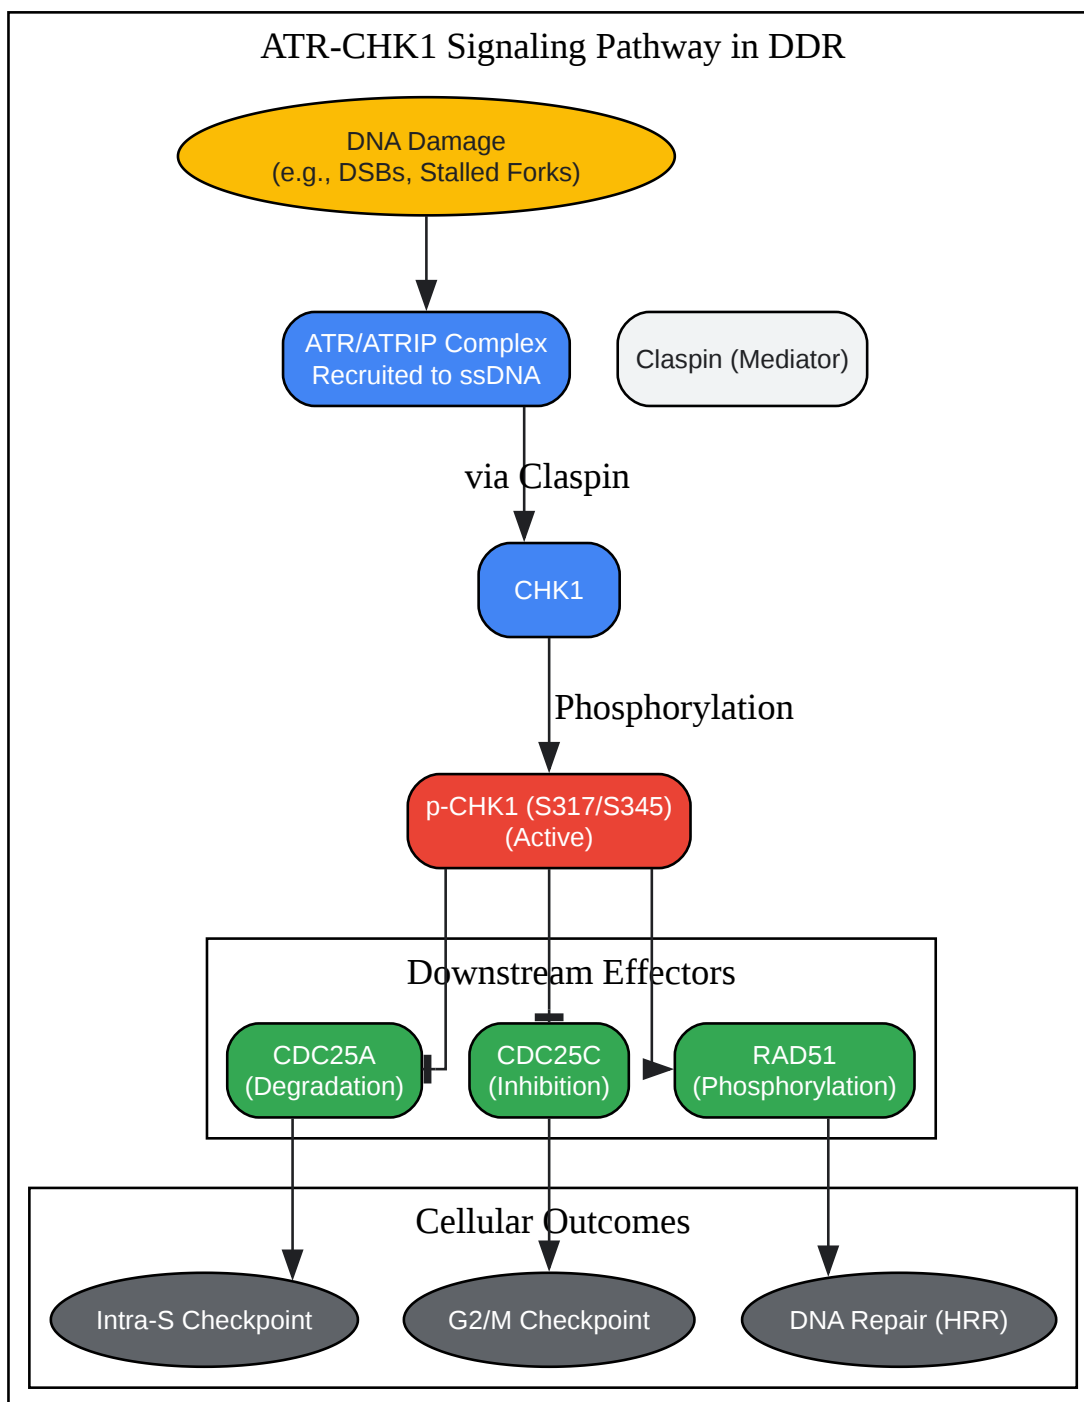 ATR-CHK1 Signaling Pathway in DDR
DNA Damage
(e.g., DSBs, Stalled Forks)
ATR/ATRIP Complex
Recruited to ssDNA
Claspin (Mediator)
via Claspin
CHK1
Phosphorylation
p-CHK1 (S317/S345)
(Active)
Downstream Effectors
CDC25A
(Degradation)
CDC25C
(Inhibition)
RAD51
(Phosphorylation)
Cellular Outcomes
Intra-S Checkpoint
G2/M Checkpoint
DNA Repair (HRR)